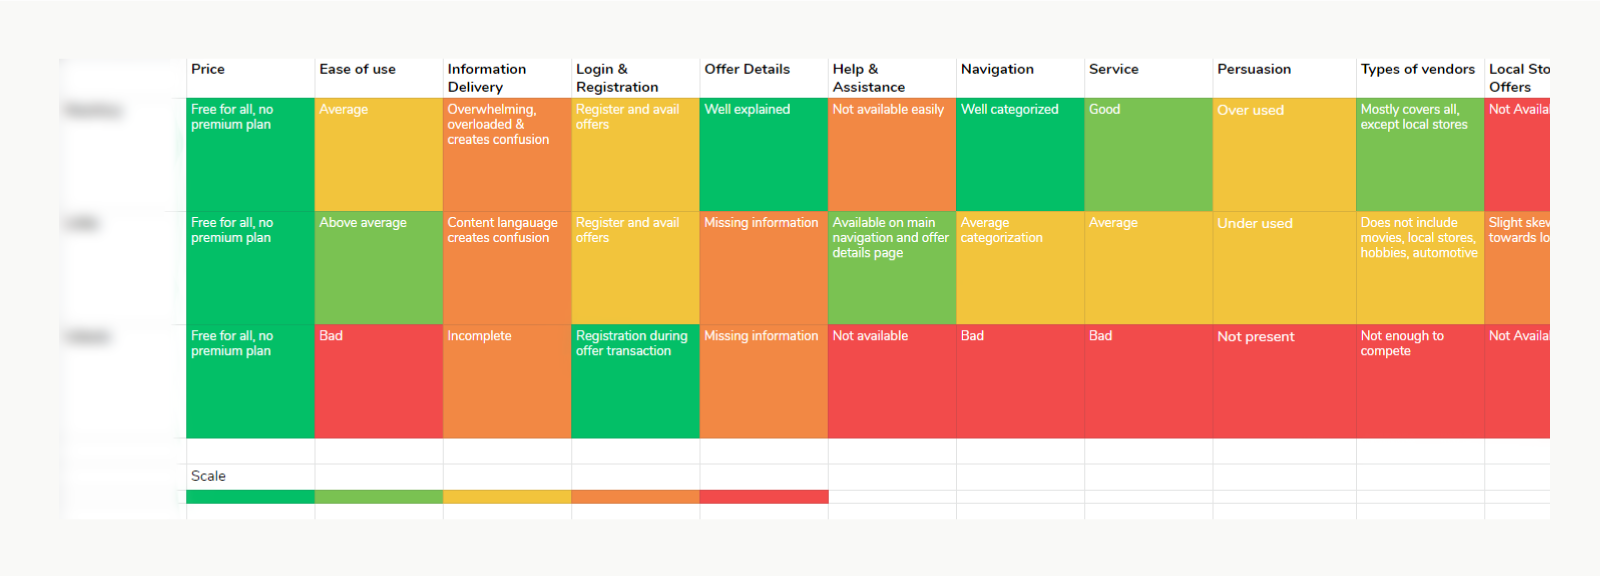 Price
Ease of use
Information
Delivery
Login &
Registration
Offer Details
Help &
Assistance
Navigation
Service
Persuasion
Types of vendors
Local Sto
Offers
Free for all, no
premium plan
Average
Overwhelming,
overloaded &
creates confusion
Register and avail
offers
Well explained
Not available easily
Well categorized
Good
Over used
Mostly covers all,
except local stores
Not Availa
Free for all, no
premium plan
Above average
Content langauage
creates confusion
Register and avail
offers
Missing information
Available on main
navigation and offer
details page
Average
categorization
Average
Under used
Does not include
movies, local stores,
hobbies, automotive
Slight skew
towards lo
Free for all, no
premium plan
Bad
Incomplete
Registration during
offer transaction
Missing information
Not available
Bad
Bad
Not present
Not enough to
compete
Not Availa
Scale